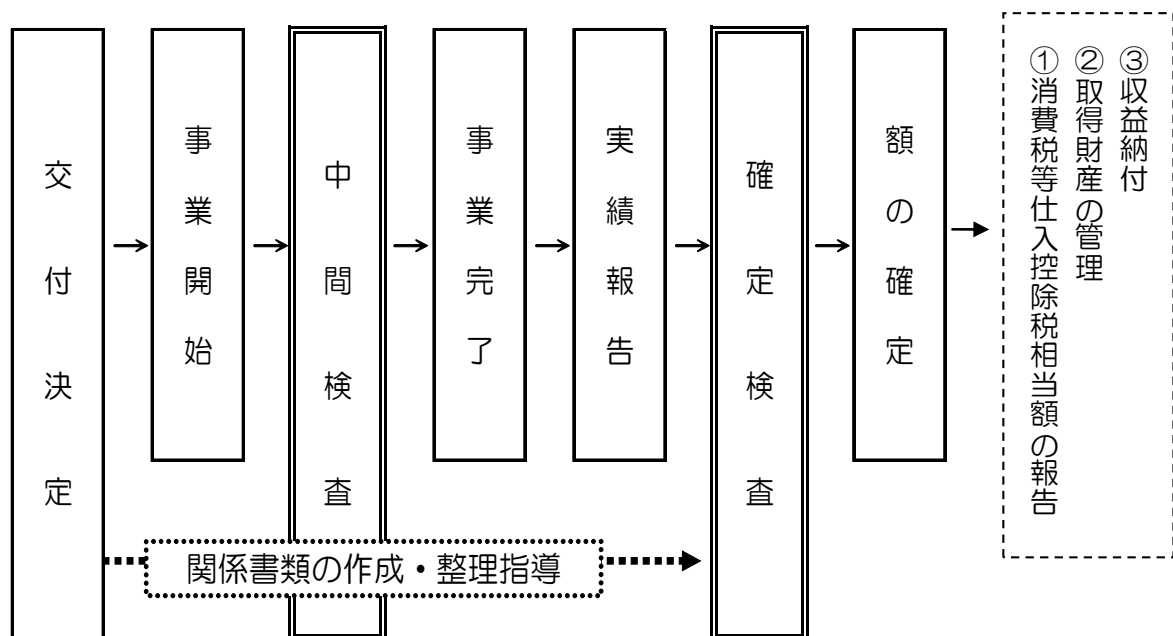 交付決定
事業開始
中間検査
事業完了
実績報告
確定検査
額の確定
③収益納付
②取得財産の管理
①消費税等仕入控除税相当額の報告
関係書類の作成・整理指導